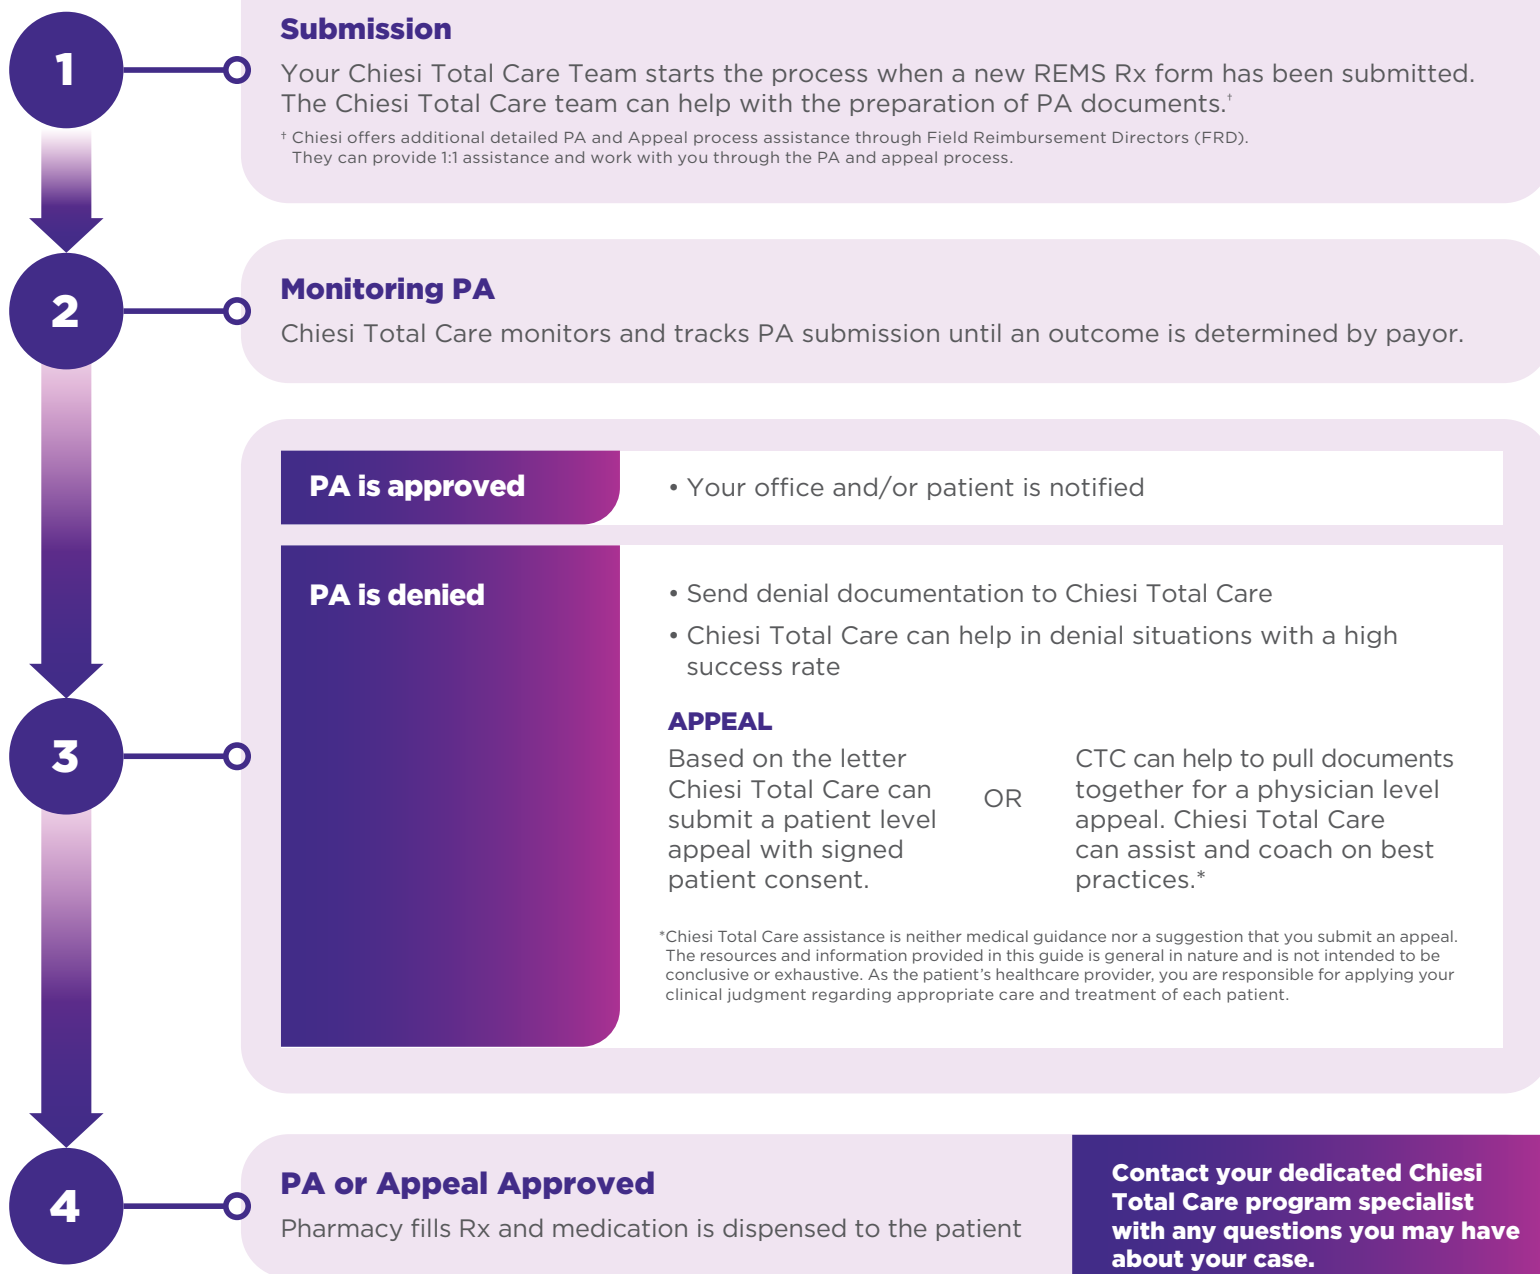 1
Submission
Your Chiesi Total Care Team starts the process when a new REMS Rx form has been submitted.
The Chiesi Total Care team can help with the preparation of PA documents.†
† Chiesi offers additional detailed PA and Appeal process assistance through Field Reimbursement Directors (FRD).
They can provide 1:1 assistance and work with you through the PA and appeal process.
2
Monitoring PA
Chiesi Total Care monitors and tracks PA submission until an outcome is determined by payor.
3
PA is approved
• Your office and/or patient is notified
PA is denied
• Send denial documentation to Chiesi Total Care
• Chiesi Total Care can help in denial situations with a high
success rate
APPEAL
Based on the letter
Chiesi Total Care can
submit a patient level
appeal with signed
patient consent.
OR
CTC can help to pull documents
together for a physician level
appeal. Chiesi Total Care
can assist and coach on best
practices.*
*Chiesi Total Care assistance is neither medical guidance nor a suggestion that you submit an appeal.
The resources and information provided in this guide is general in nature and is not intended to be
conclusive or exhaustive. As the patient's healthcare provider, you are responsible for applying your
clinical judgment regarding appropriate care and treatment of each patient.
4
PA or Appeal Approved
Pharmacy fills Rx and medication is dispensed to the patient
Contact your dedicated Chiesi
Total Care program specialist
with any questions you may have
about your case.